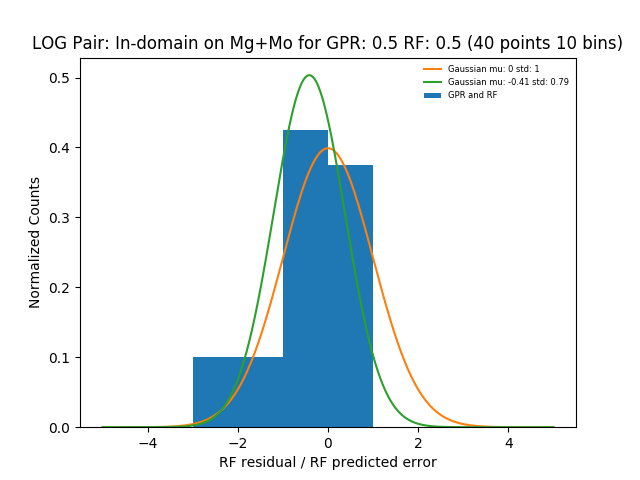 LOG Pair: In-domain on Mg+Mo for GPR: 0.5 RF: 0.5 (40 points 10 bins)
Gaussian mu: 0 std: 1
Gaussian mu: -0.41 std: 0.79
GPR and RF
Normalized Counts
0.5
0.4
0.3
0.2
0.1
0.0
−4 −2 0 2 4
RF residual / RF predicted error